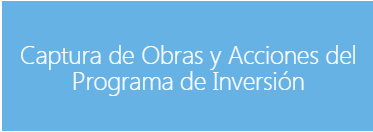 Captura de Obras y Acciones del
Programa de Inversión